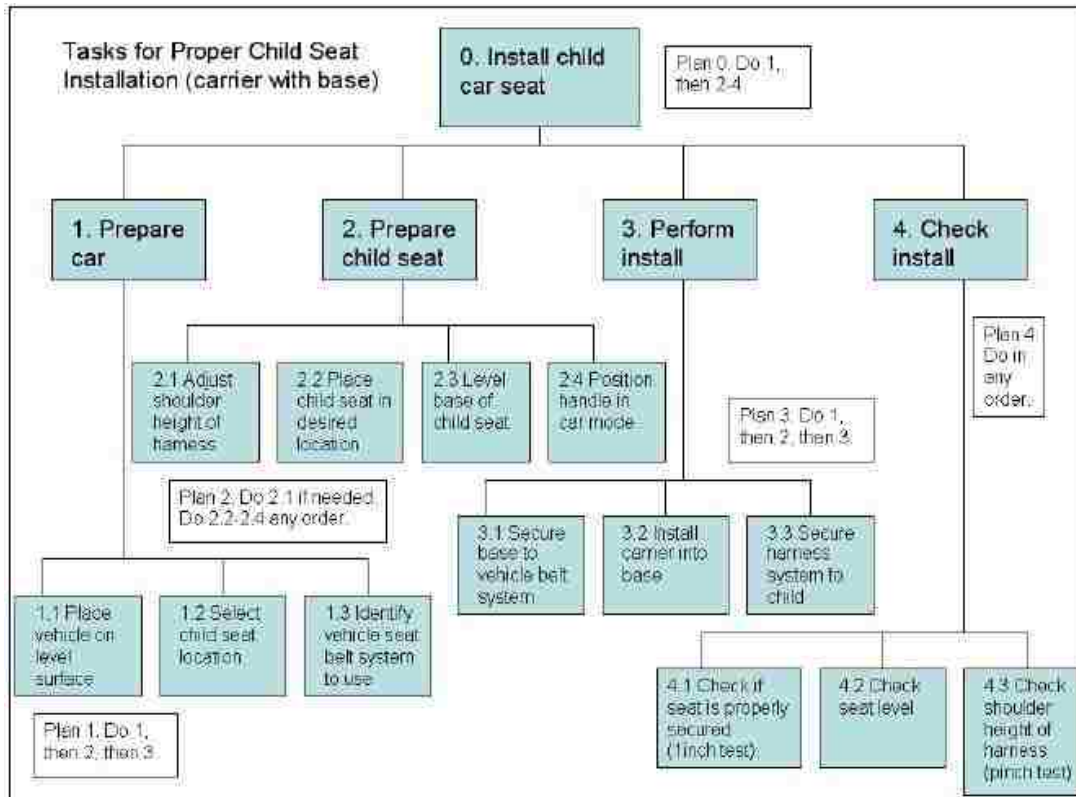 Tasks for Proper Child Seat
Installation (carrier with base)
0. Install child
car seat
Plan 0. Do 1,
then 2-4.
1. Prepare
car
2. Prepare
child seat
3. Perform
install
4. Check
install
Plan 4.
Do in
any
order.
2.1 Adjust
shoulder
height of
harness
2.2 Place
child seat in
desired
location
2.3 Level
base of
child seat
2.4 Position
handle in
car mode
Plan 3. Do 1,
then 2, then 3.
Plan 2. Do 2.1 if needed.
Do 2.2-2.4 any order.
3.1 Secure
base to
vehicle belt
system
3.2 Install
carrier into
base
3.3 Secure
harness
system to
child
1.1 Place
vehicle on
level
surface
1.2 Select
child seat
location
1.3 Identify
vehicle seat
belt system
to use
4.1 Check if
seat is properly
secured
(1inch test)
4.2 Check
seat level
4.3 Check
shoulder
height of
harness
(pinch test)
Plan 1. Do 1,
then 2, then 3.